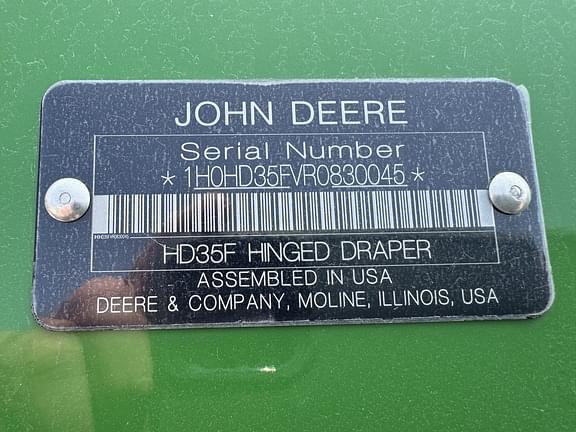 JOHN DEERE
Serial Number
*1H0HD35FVR0830045*
HD35F HINGED DRAPER
ASSEMBLED IN USA
DEERE & COMPANY, MOLINE, ILLINOIS, USA